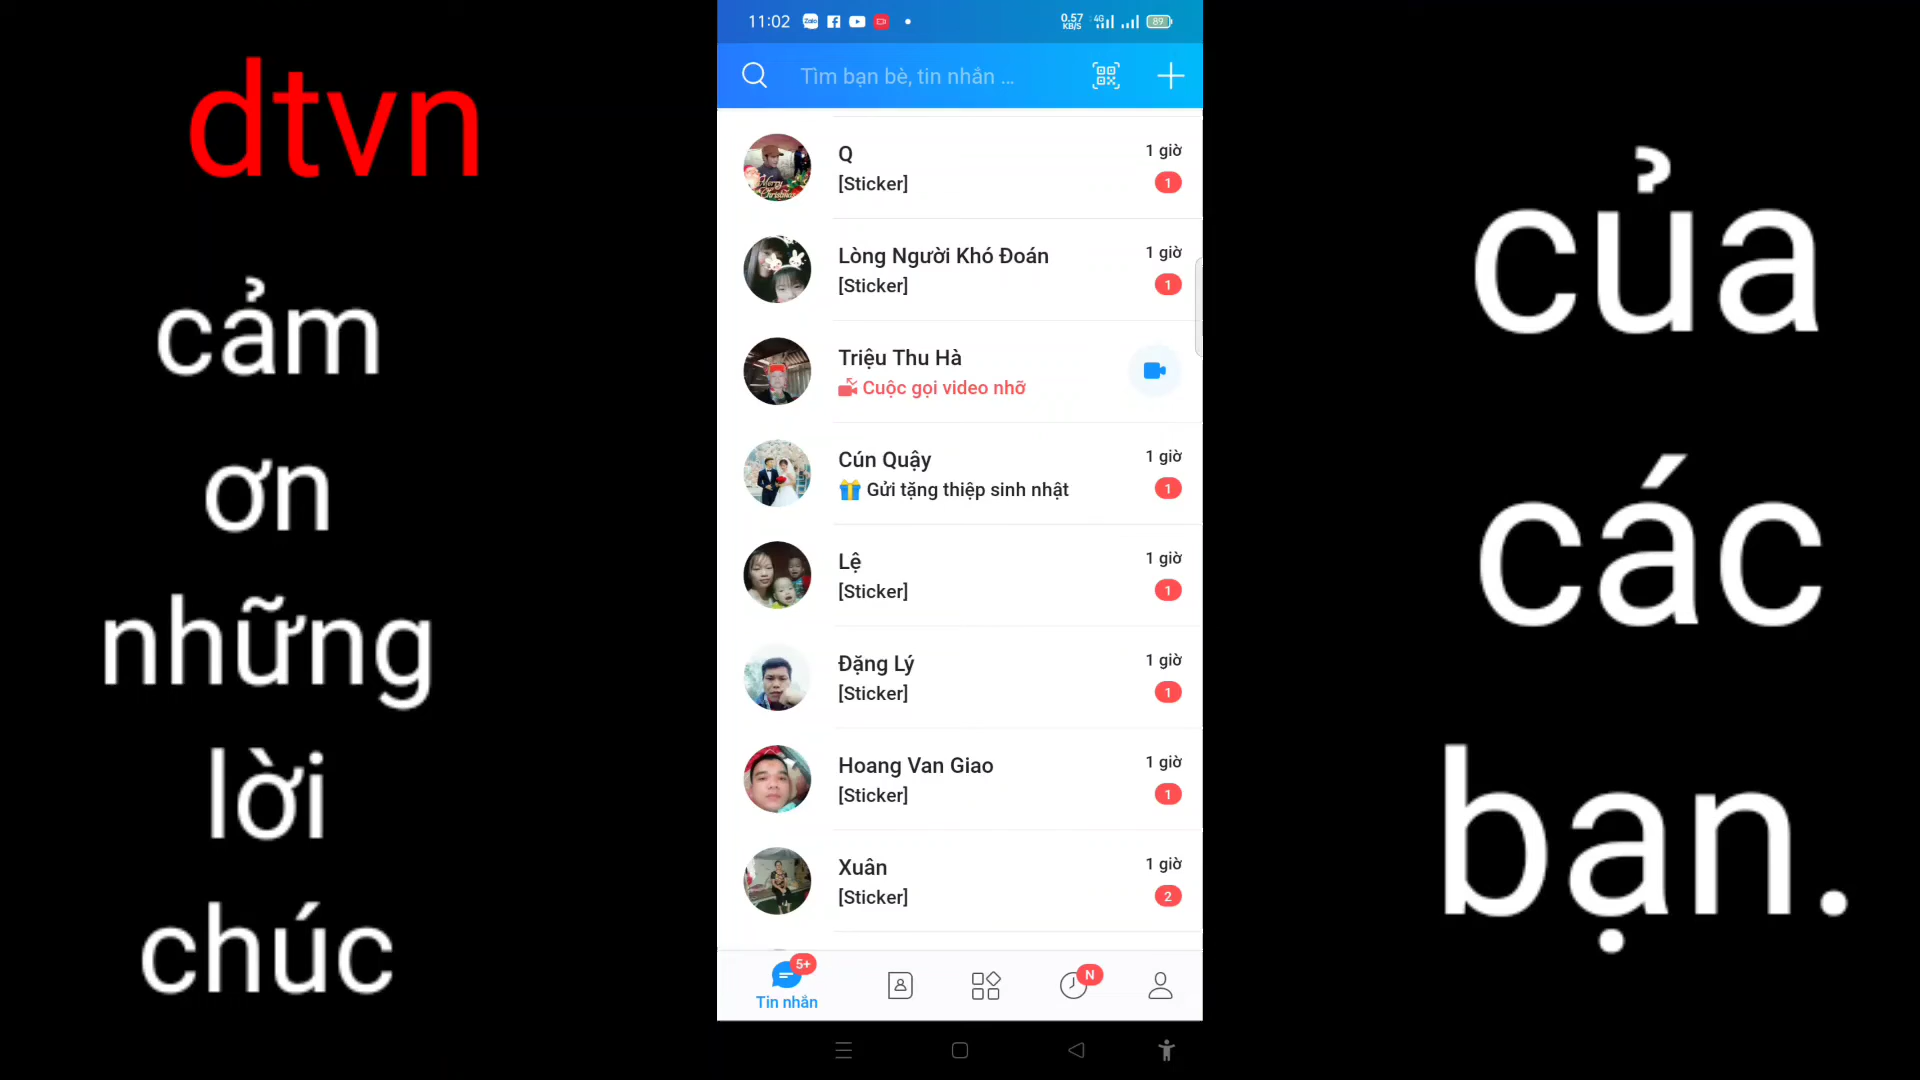 dtvn
cảm
ơn
những
lời
chúc
11:02
Zalo
0.57
KB/S
4G
89
Tìm bạn bè, tin nhắn ...
Q
1 giờ
[Sticker]
1
Merry
Christmas
Lòng Người Khó Đoán
1 giờ
[Sticker]
1
Triệu Thu Hà
Cuộc gọi video nhỡ
Cún Quậy
1 giờ
Gửi tặng thiệp sinh nhật
1
Lệ
1 giờ
[Sticker]
1
Đặng Lý
1 giờ
[Sticker]
1
Hoang Van Giao
1 giờ
[Sticker]
1
Xuân
1 giờ
[Sticker]
2
5+
N
Tin nhắn
của
các
bạn.